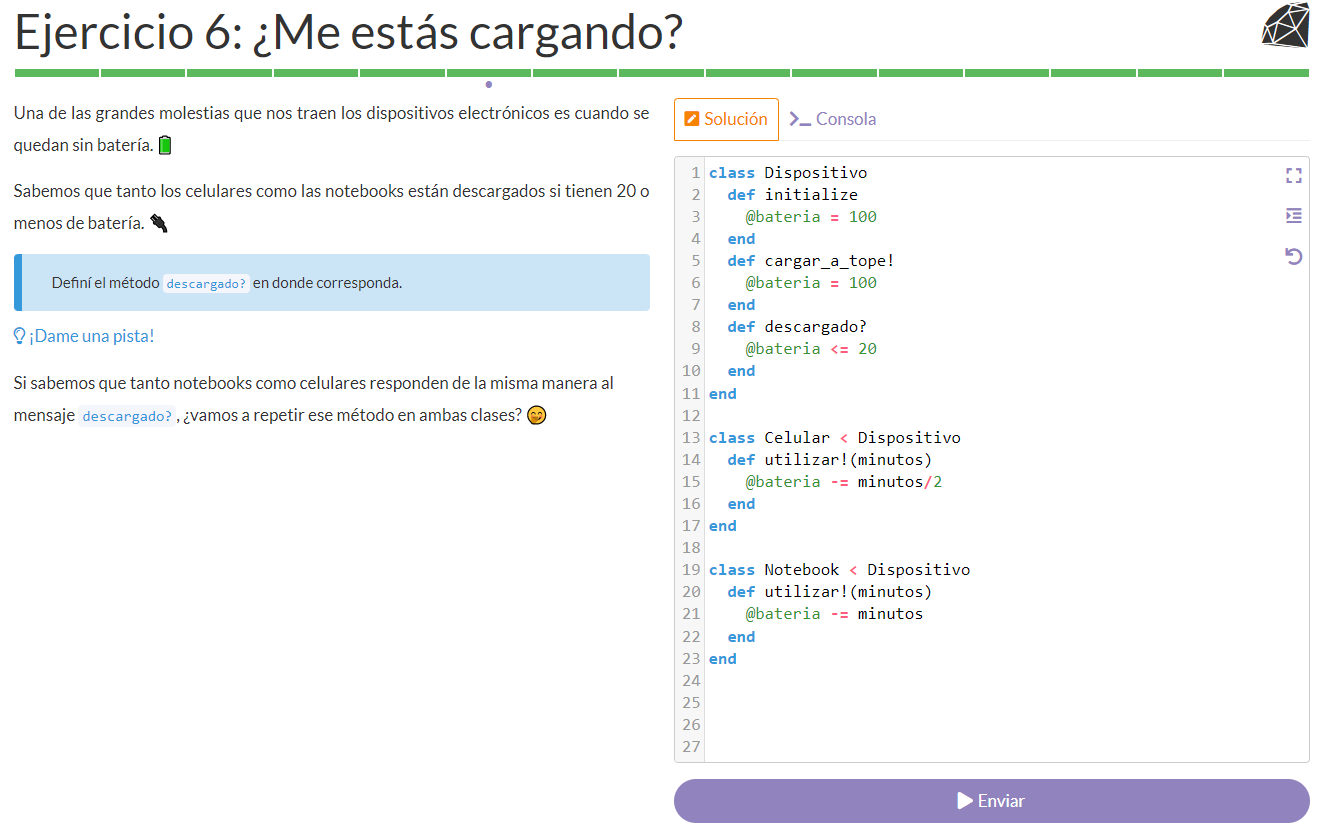 Ejercicio 6: ¿Me estás cargando?
Una de las grandes molestias que nos traen los dispositivos electrónicos es cuando se
quedan sin batería.
Sabemos que tanto los celulares como las notebooks están descargados si tienen 20 o
menos de batería.
Definí el método descargado? en donde corresponda.
¡Dame una pista!
Si sabemos que tanto notebooks como celulares responden de la misma manera al
mensaje descargado? , ¿vamos a repetir ese método en ambas clases?
Solución
Consola
1 class Dispositivo
2   def initialize
3     @bateria = 100
4   end
5   def cargar_a_tope!
6     @bateria = 100
7   end
8   def descargado?
9     @bateria <= 20
10   end
11 end
12
13 class Celular < Dispositivo
14   def utilizar!(minutos)
15     @bateria -= minutos/2
16   end
17 end
18
19 class Notebook < Dispositivo
20   def utilizar!(minutos)
21     @bateria -= minutos
22   end
23 end
24
25
26
27
Enviar